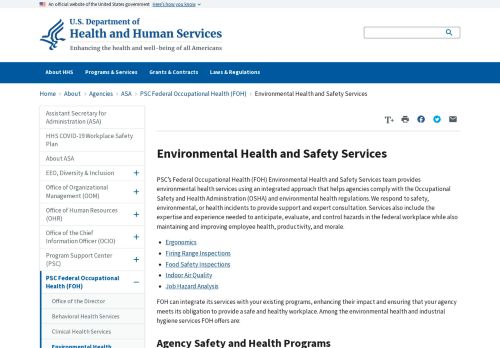 An official website of the United States government Here's how you know
U.S. Department of
Health and Human Services
Enhancing the health and well-being of all Americans
About HHS Programs & Services Grants & Contracts Laws & Regulations
Home > About > Agencies > ASA > PSC Federal Occupational Health (FOH) > Environmental Health and Safety Services
Assistant Secretary for
Administration (ASA)
HHS COVID-19 Workplace Safety
Plan
About ASA
EEO, Diversity & Inclusion +
Office of Organizational
Management (OOM) +
Office of Human Resources
(OHR) +
Office of the Chief
Information Officer (OCIO) +
Program Support Center
(PSC) +
PSC Federal Occupational
Health (FOH) −
Office of the Director
Behavioral Health Services
Clinical Health Services
Environmental Health
T+
Environmental Health and Safety Services
PSC's Federal Occupational Health (FOH) Environmental Health and Safety Services team provides
environmental health services using an integrated approach that helps agencies comply with the Occupational
Safety and Health Administration (OSHA) and environmental health regulations. We respond to safety,
environmental, or health incidents to provide support and expert consultation. Services also include the
expertise and experience needed to anticipate, evaluate, and control hazards in the federal workplace while also
maintaining and improving employee health, productivity, and morale.
• Ergonomics
• Firing Range Inspections
• Food Safety Inspections
• Indoor Air Quality
• Job Hazard Analysis
FOH can integrate its services with your existing programs, enhancing their impact and ensuring that your agency
meets its obligation to provide a safe and healthy workplace. Among the environmental health and industrial
hygiene services FOH offers are:
Agency Safety and Health Programs